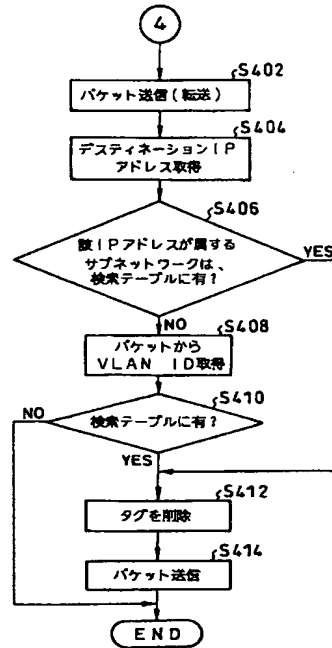 4
S402
パケット送信(転送)
S404
デスティネーションIP
アドレス取得
S406
該IPアドレスが属する
サブネットワークは、
検索テーブルに有?
YES
NO
S408
パケットから
VLAN ID取得
S410
NO
検索テーブルに有?
YES
S412
タグを削除
S414
パケット送信
END